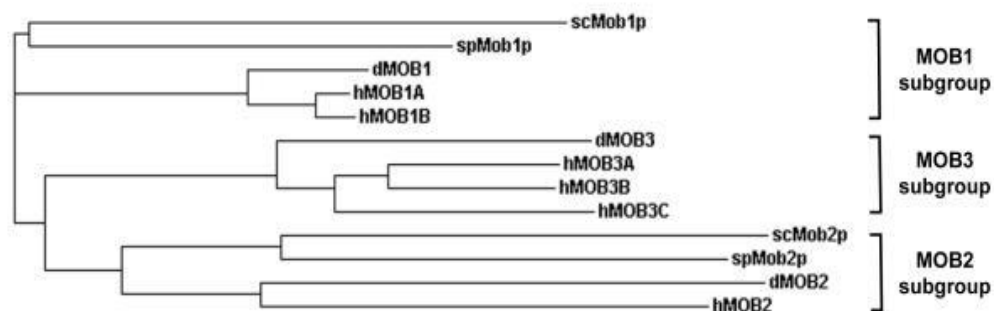 scMob1p
spMob1p
dMOB1
hMOB1A
hMOB1B
MOB1
subgroup
dMOB3
hMOB3A
hMOB3B
hMOB3C
MOB3
subgroup
scMob2p
spMob2p
dMOB2
hMOB2
MOB2
subgroup